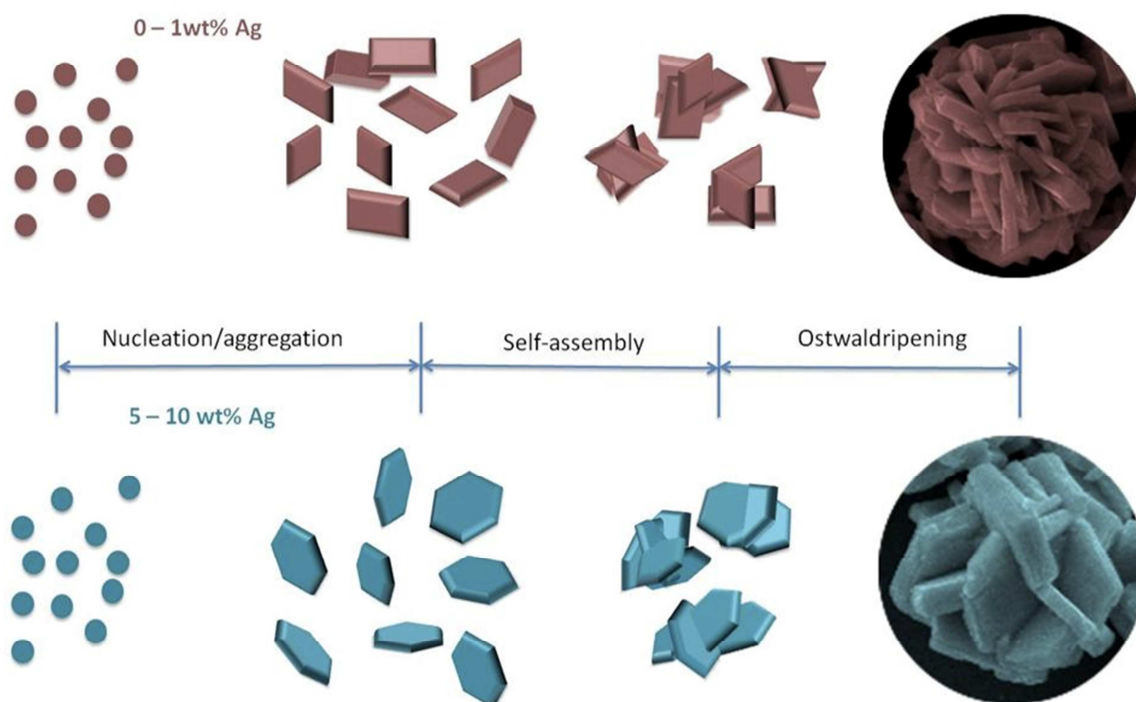 0 – 1wt% Ag
Nucleation/aggregation
Self-assembly
Ostwaldripening
5 – 10 wt% Ag